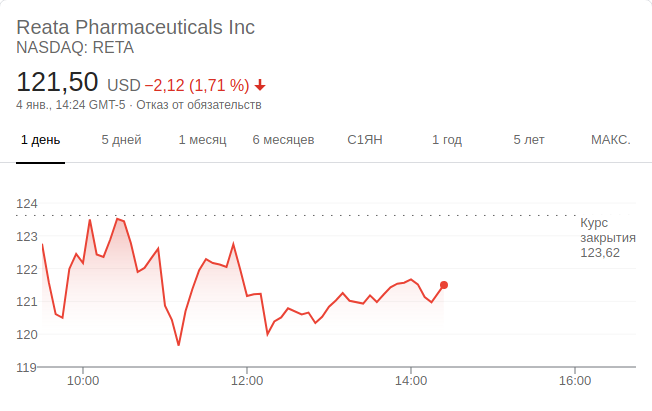 Reata Pharmaceuticals Inc
NASDAQ: RETA
121,50 USD −2,12 (1,71 %)
4 янв., 14:24 GMT-5 · Отказ от обязательств
1 день 5 дней 1 месяц 6 месяцев С1ЯН 1 год 5 лет МАКС.
124
Курс
закрытия
123,62
123
122
121
120
119
10:00 12:00 14:00 16:00